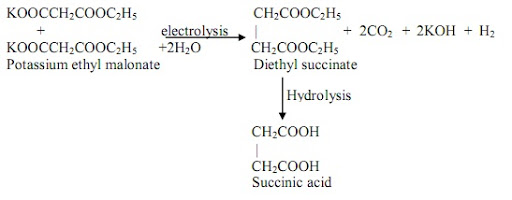 KOOCCH₂COOC₂H₅ CH₂COOC₂H₅
+ electrolysis | + 2CO₂ + 2KOH + H₂
KOOCCH₂COOC₂H₅ +2H₂O CH₂COOC₂H₅
Potassium ethyl malonate Diethyl succinate
Hydrolysis
CH₂COOH
|
CH₂COOH
Succinic acid